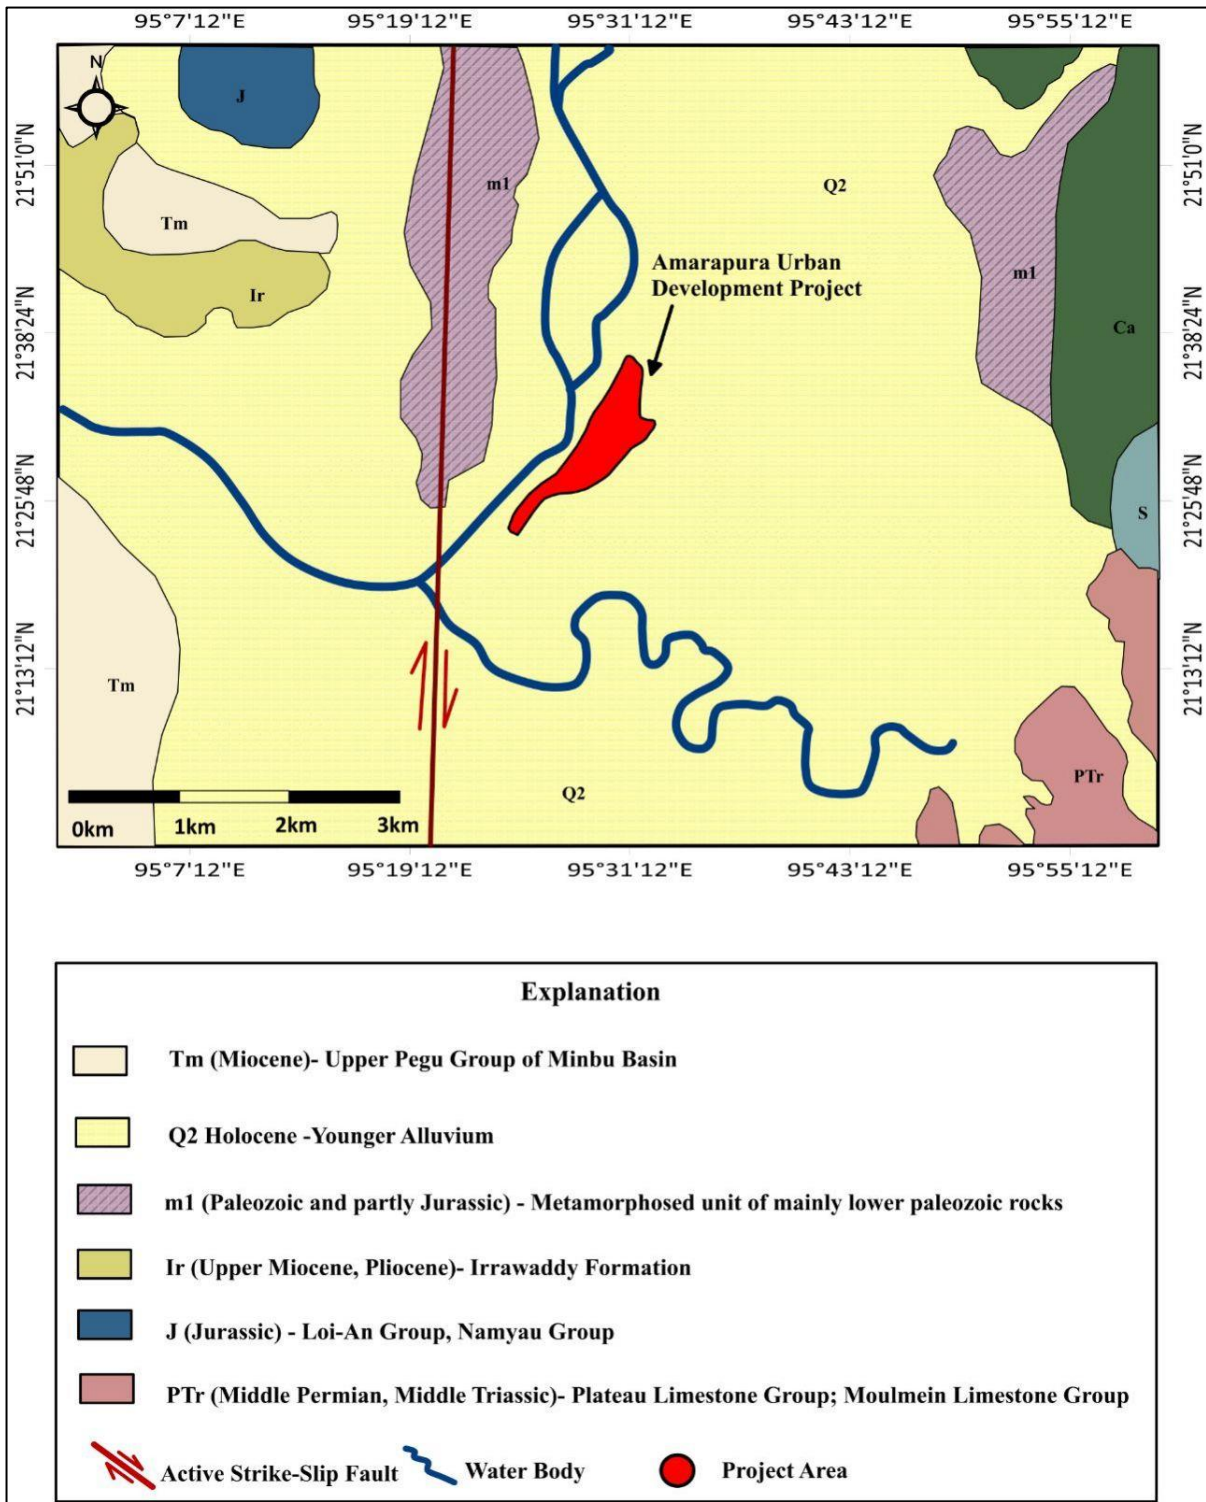 95°7'12"E 95°19'12"E 95°31'12"E 95°43'12"E 95°55'12"E
N
J
21°51'0"N
21°51'0"N
m1
Q2
Tm
Amarapura Urban
Development Project
m1
Ir
21°38'24"N
Ca
21°38'24"N
21°25'48"N
S
21°25'48"N
21°13'12"N
Tm
21°13'12"N
PTr
Q2
0km 1km 2km 3km
95°7'12"E 95°19'12"E 95°31'12"E 95°43'12"E 95°55'12"E
Explanation
Tm (Miocene)- Upper Pegu Group of Minbu Basin
Q2 Holocene -Younger Alluvium
m1 (Paleozoic and partly Jurassic) - Metamorphosed unit of mainly lower paleozoic rocks
Ir (Upper Miocene, Pliocene)- Irrawaddy Formation
J (Jurassic) - Loi-An Group, Namyau Group
PTr (Middle Permian, Middle Triassic)- Plateau Limestone Group; Moulmein Limestone Group
Active Strike-Slip Fault Water Body Project Area